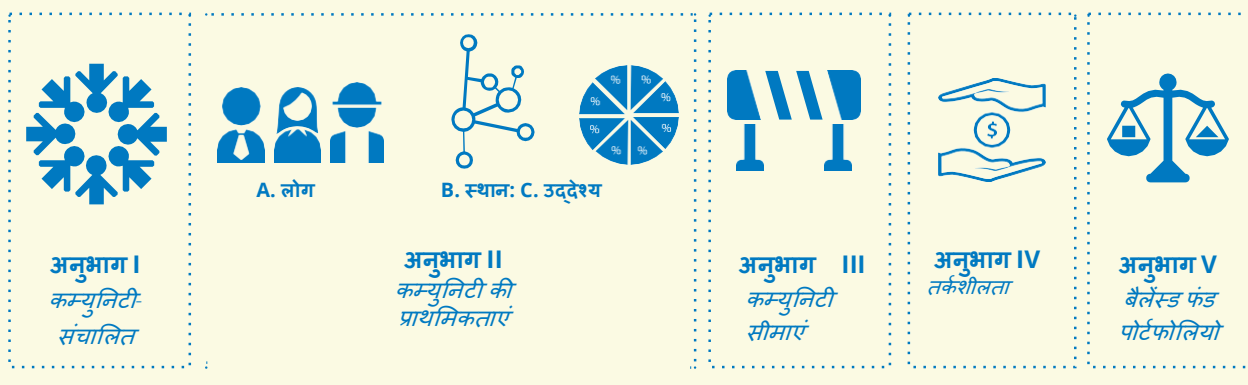 अनुभाग I
कम्युनिटी-
संचालित
% %
% %
% %
% %
A. लोग
B. स्थान: C. उद्देश्य
अनुभाग II
कम्युनिटी की
प्राथमिकताएं
अनुभाग III
कम्युनिटी
सीमाएं
$
अनुभाग IV
तर्कशीलता
अनुभाग V
बैलेंस्ड फंड
पोर्टफोलियो